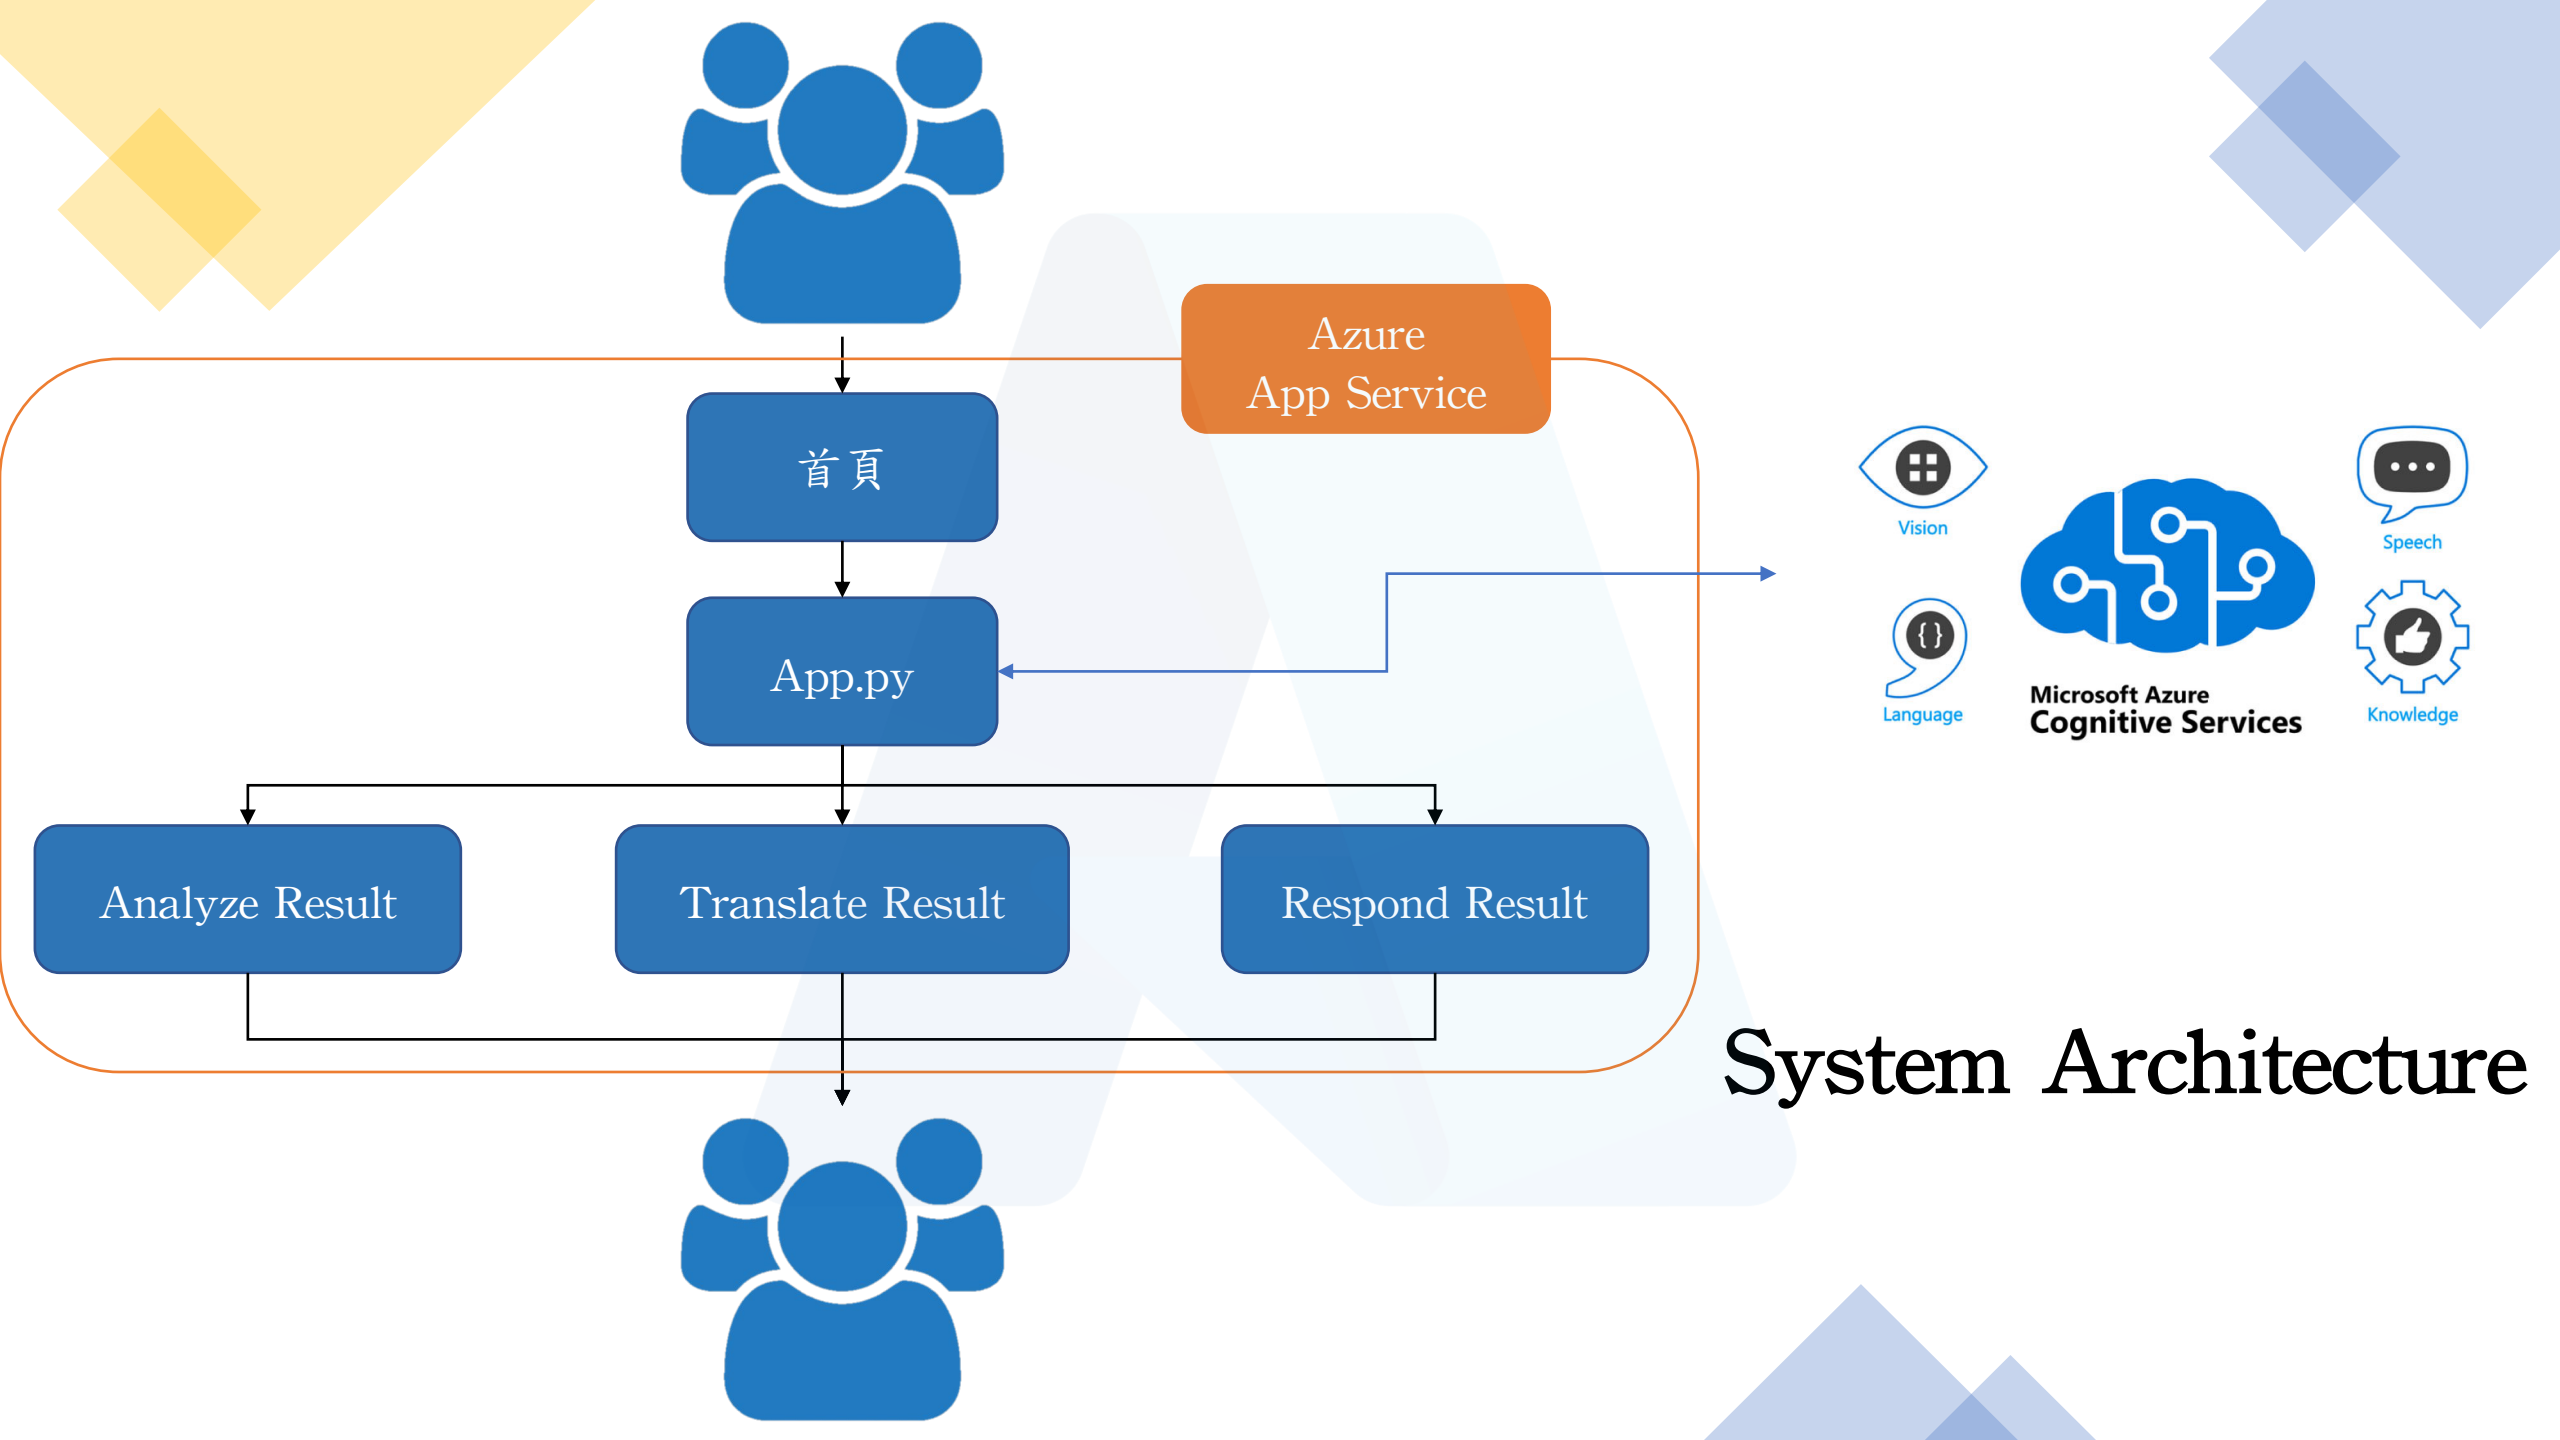 Azure
App Service
首頁
Vision
Speech
App.py
Language
Microsoft Azure
Cognitive Services
Knowledge
Analyze Result
Translate Result
Respond Result
System Architecture